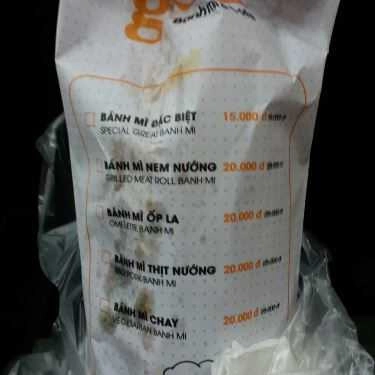 BÁNH MÌ ĐẶC BIỆT 15.000 đ
SPECIAL BANH MI
BÁNH MÌ NEM NƯỚNG 20.000 đ
GRILLED MEAT ROLL BANH MI
BÁNH MÌ ỐP LA 20.000 đ
OMELETTE BANH MI
BÁNH MÌ THỊT NƯỚNG 20.000 đ
BBQ PORK BANH MI
BÁNH MÌ CHAY 20.000 đ
VEGETARIAN BANH MI